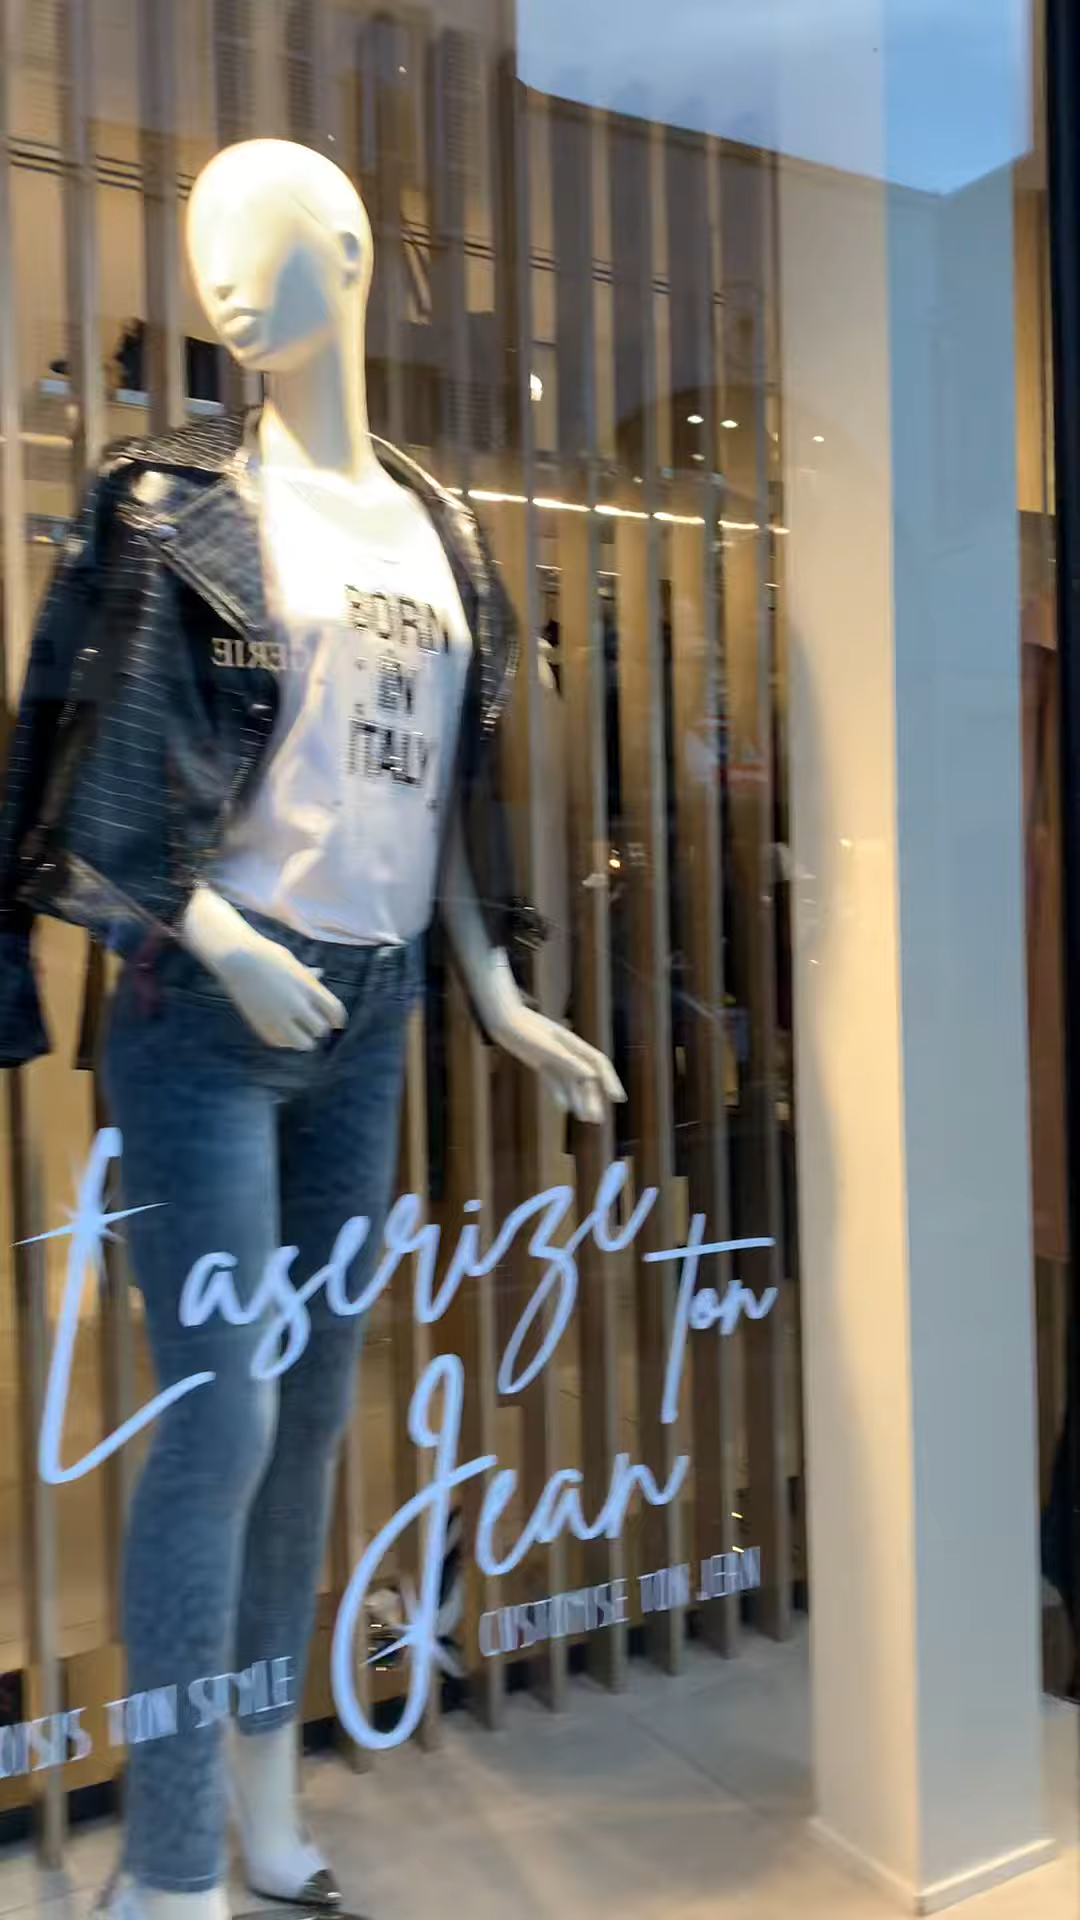 BORN
IN
ITALY
Laserize
Ton
Jean
CUSTOMISE TON JEAN
TON STYLE